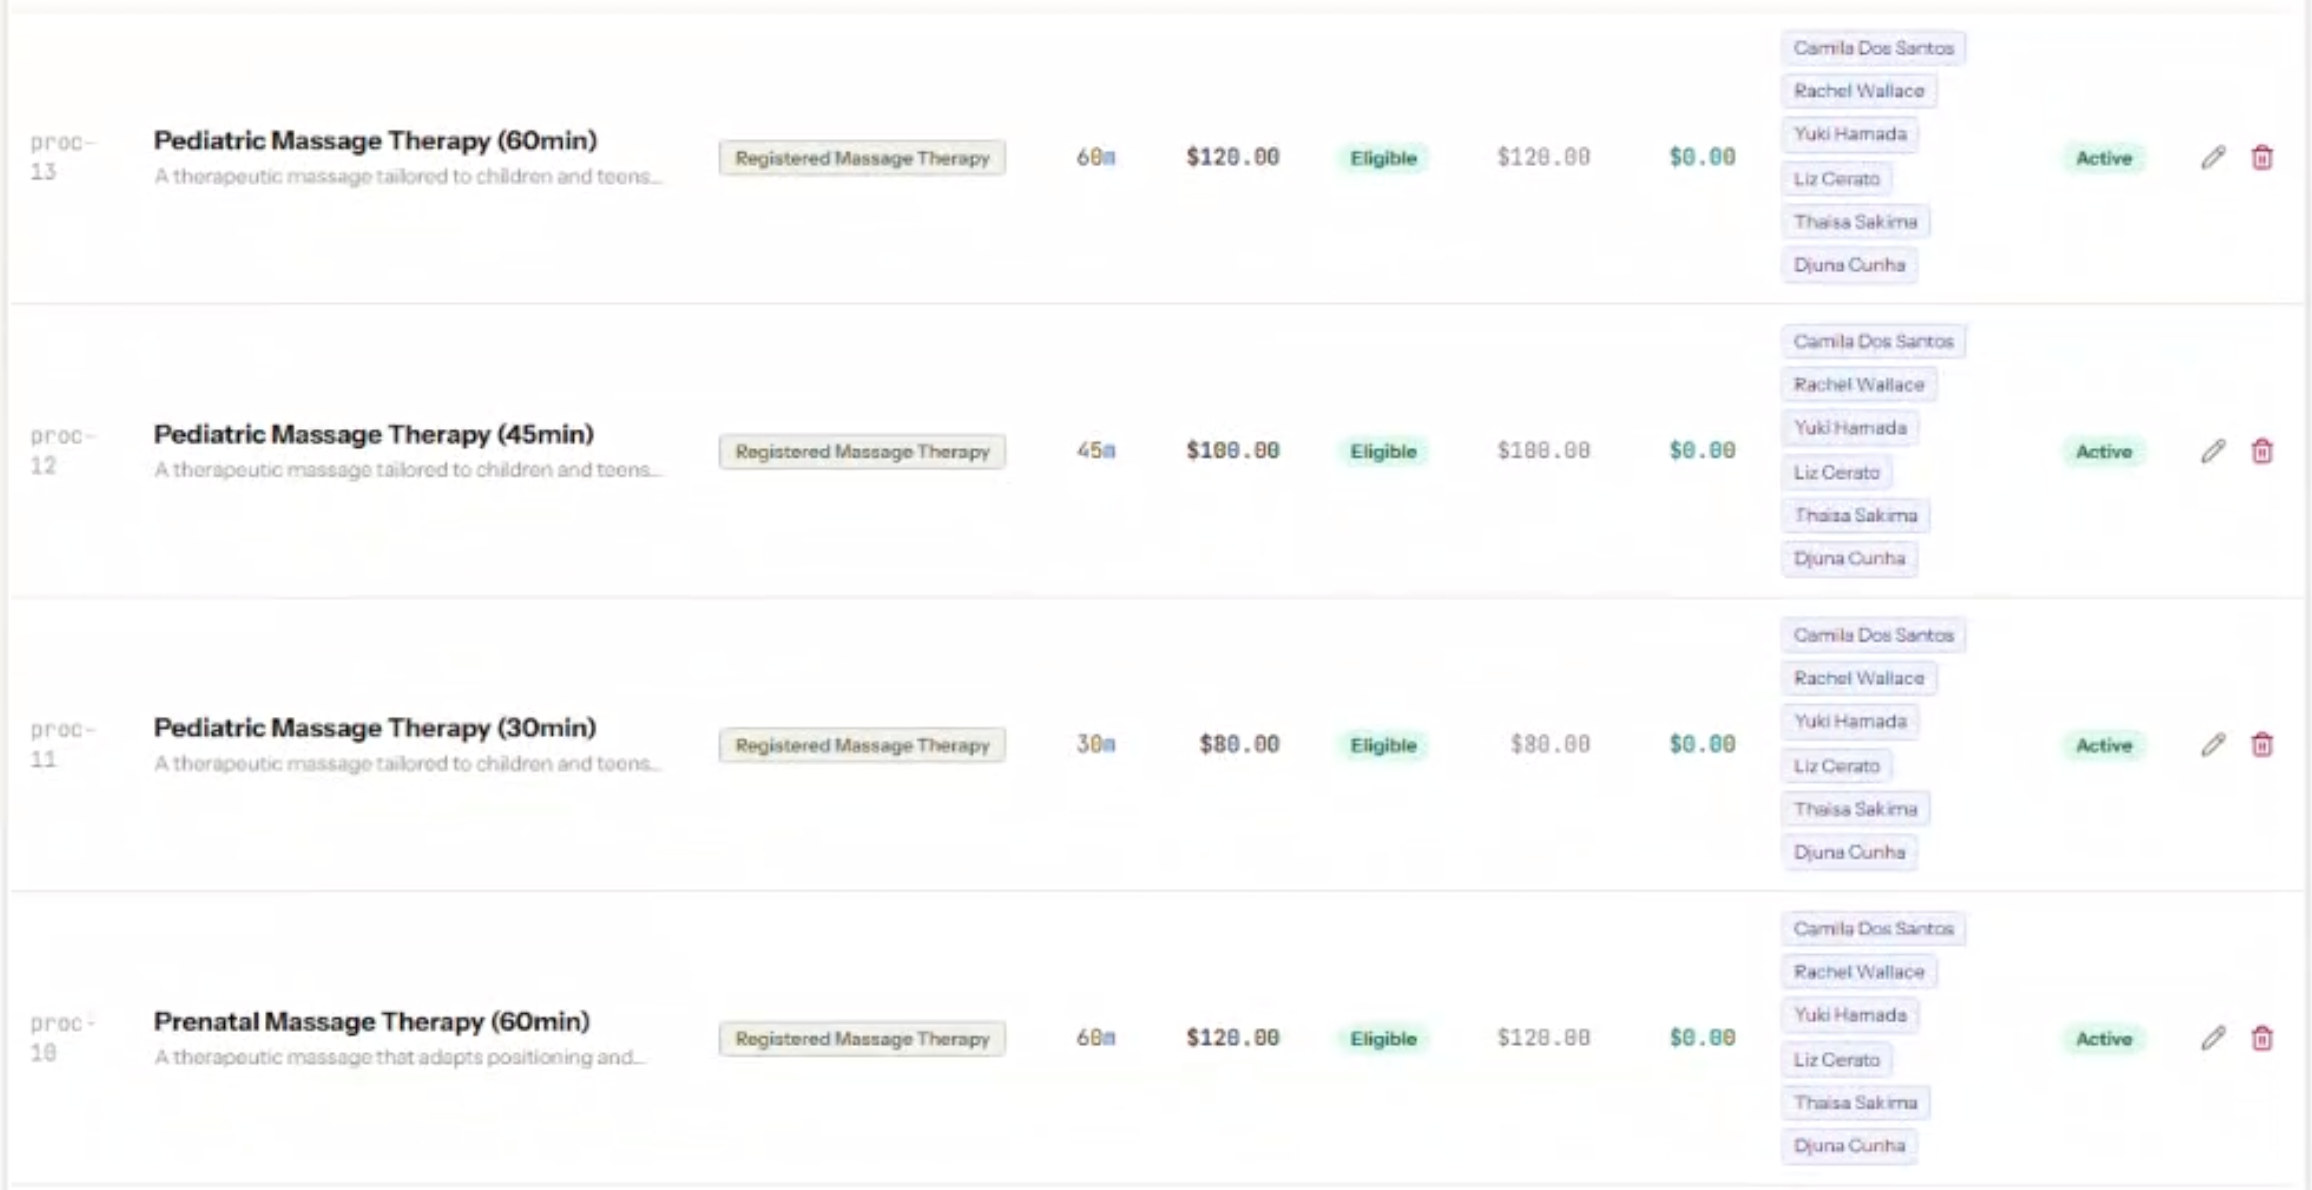 Camila Dos Santos
Rachel Wallace
Yuki Hamada
proc-
13
Pediatric Massage Therapy (60min)
A therapeutic massage tailored to children and teens...
Registered Massage Therapy
60m
$120.00
Eligible
$120.00
$0.00
Active
Liz Cerato
Thaisa Sakima
Djuna Cunha
Camila Dos Santos
Rachel Wallace
Yuki Hamada
proc-
12
Pediatric Massage Therapy (45min)
A therapeutic massage tailored to children and teens...
Registered Massage Therapy
45m
$100.00
Eligible
$100.00
$0.00
Active
Liz Cerato
Thaisa Sakima
Djuna Cunha
Camila Dos Santos
Rachel Wallace
Yuki Hamada
proc-
11
Pediatric Massage Therapy (30min)
A therapeutic massage tailored to children and teens...
Registered Massage Therapy
30m
$80.00
Eligible
$80.00
$0.00
Active
Liz Cerato
Thaisa Sakima
Djuna Cunha
Camila Dos Santos
Rachel Wallace
Yuki Hamada
proc-
10
Prenatal Massage Therapy (60min)
A therapeutic massage that adapts positioning and...
Registered Massage Therapy
60m
$120.00
Eligible
$120.00
$0.00
Active
Liz Cerato
Thaisa Sakima
Djuna Cunha